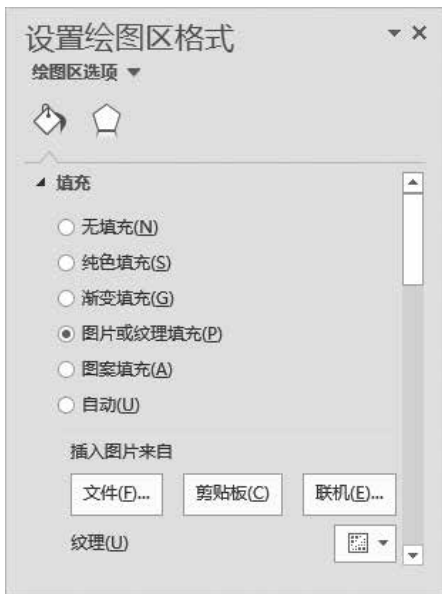 设置绘图区格式
绘图区选项
填充
无填充(N)
纯色填充(S)
渐变填充(G)
图片或纹理填充(P)
图案填充(A)
自动(U)
插入图片来自
文件(F)... 剪贴板(C) 联机(E)...
纹理(U)